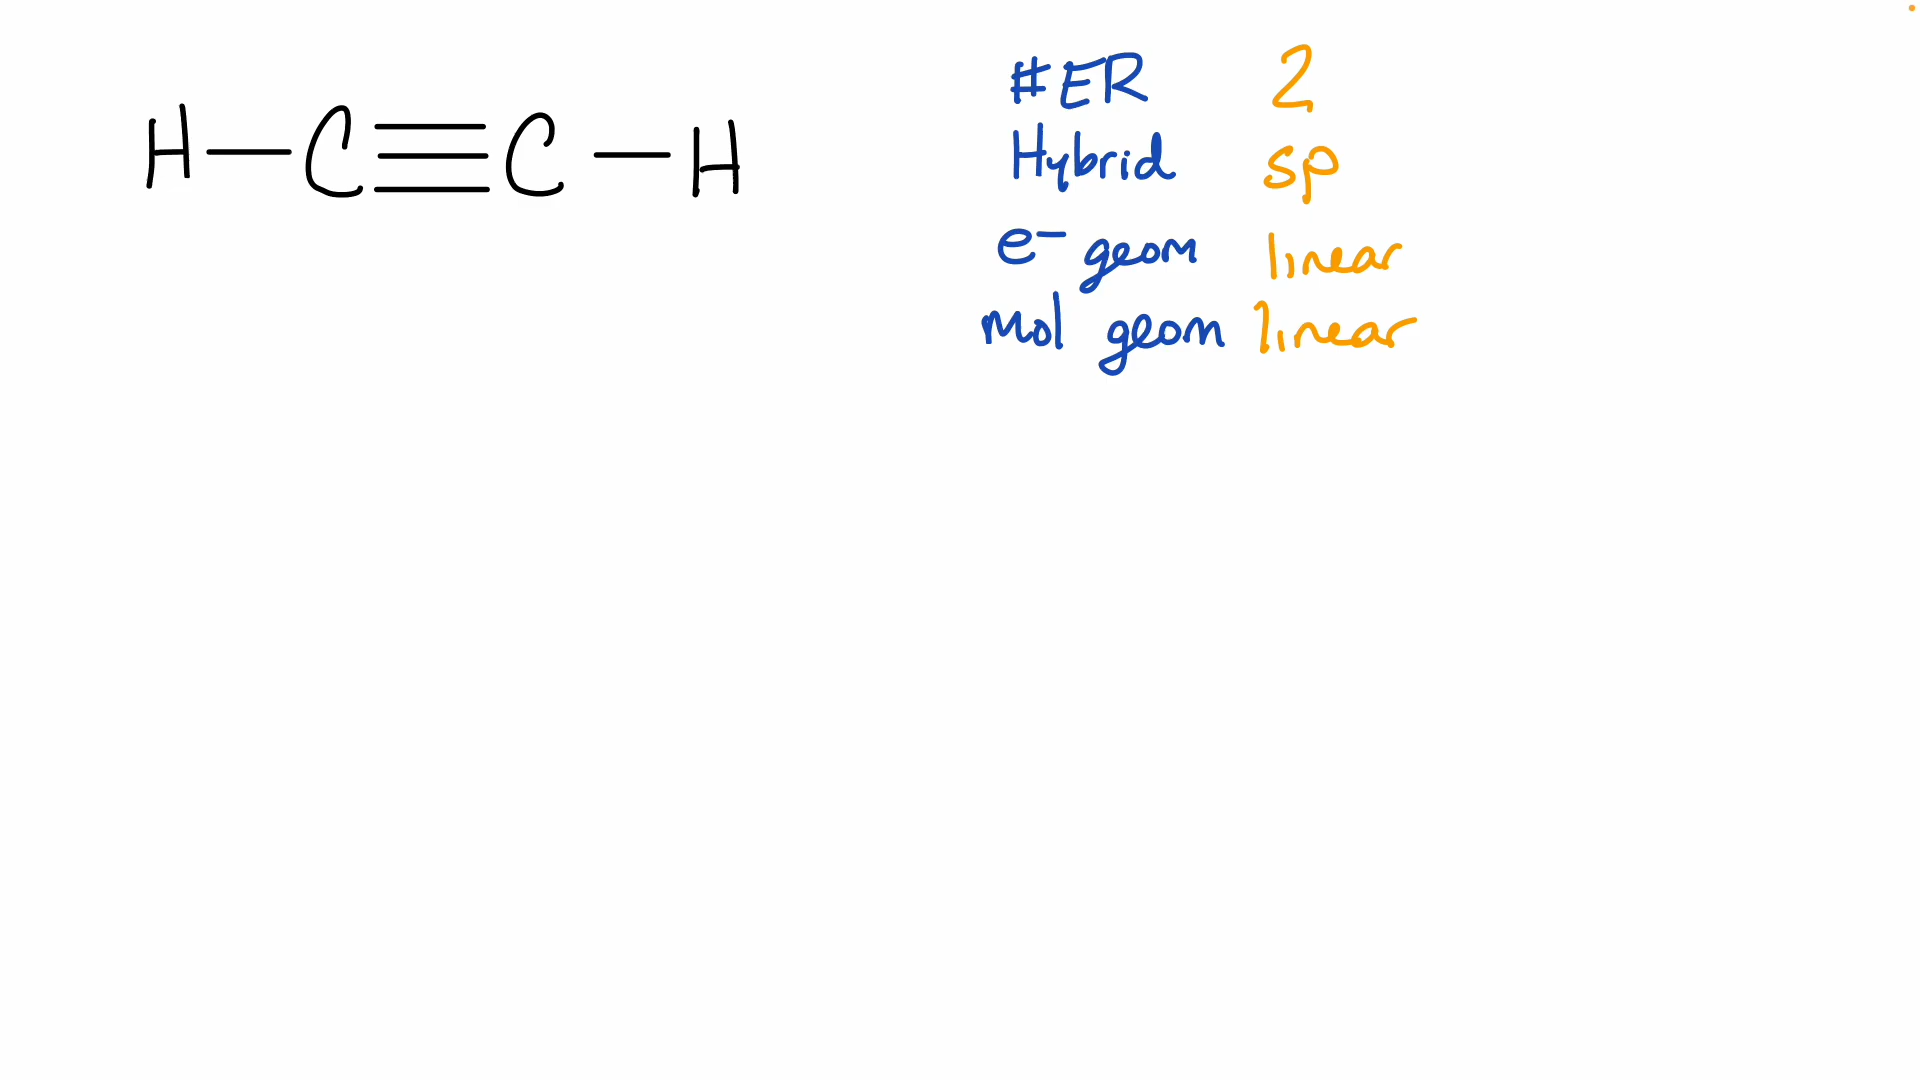 H—C≡C—H
#ER 2
Hybrid sp
e⁻ geom linear
mol geom linear